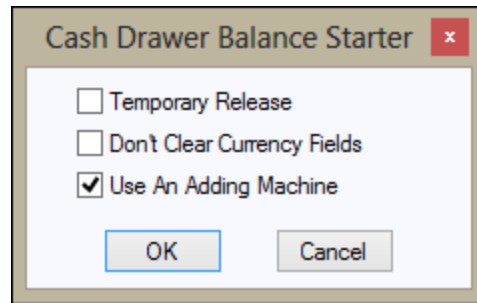 Cash Drawer Balance Starter x
Temporary Release
Don't Clear Currency Fields
Use An Adding Machine
OK Cancel